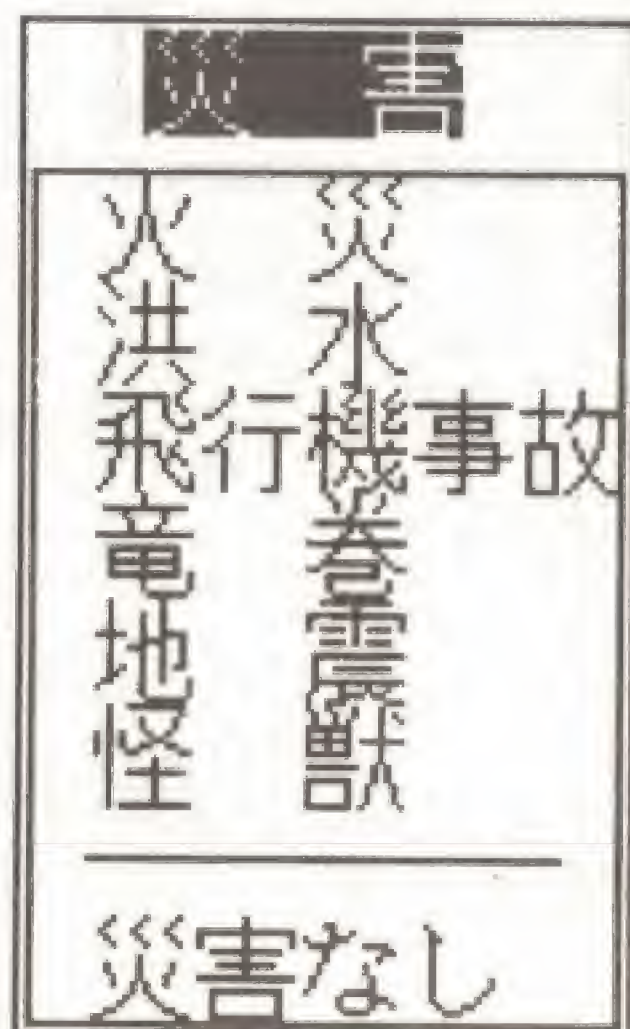 災 害
火 災
洪 水
飛行機事故
竜 巻
地 震
怪 獣
災害なし